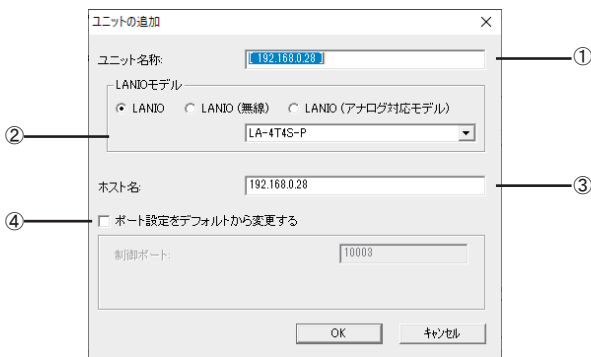 ユニットの追加
ユニット名称: [ 192.168.0.28 ] ①
LANIOモデル
LANIO LANIO (無線) LANIO (アナログ対応モデル)
② LA-4T4S-P
ホスト名: 192.168.0.28 ③
④ ポート設定をデフォルトから変更する
制御ポート: 10003
OK キャンセル